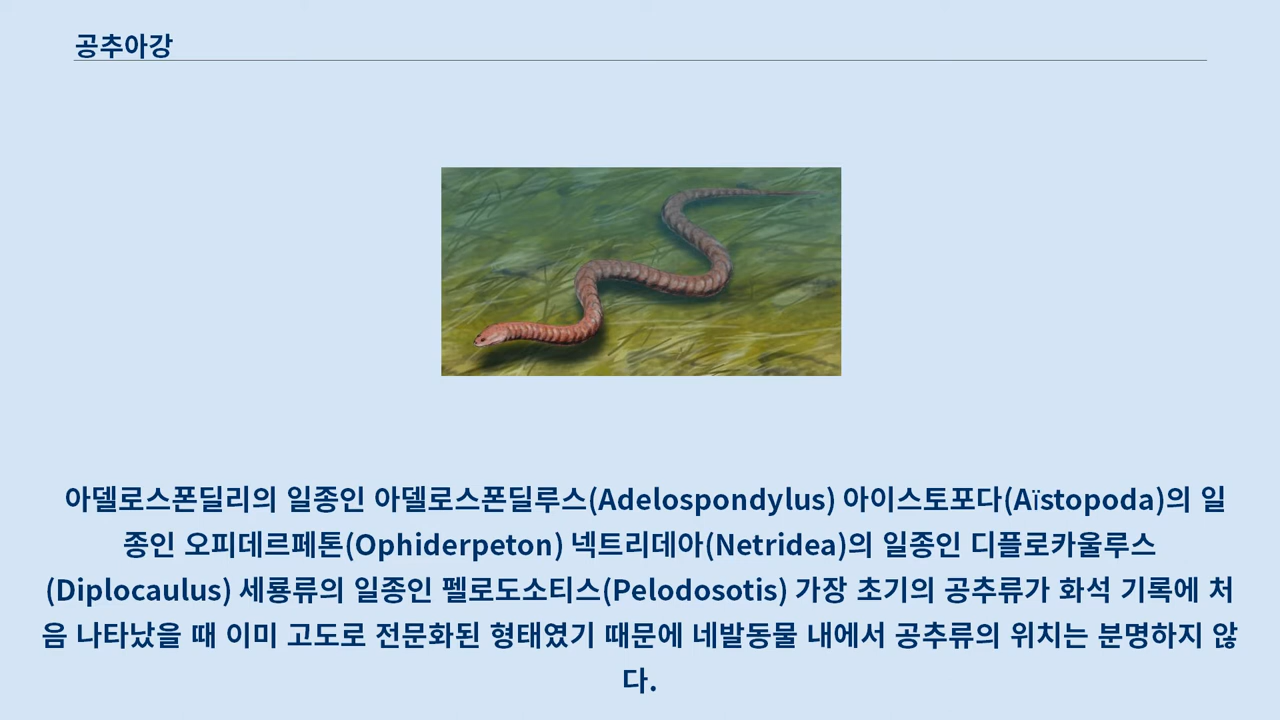 공추아강
아델로스폰딜리의 일종인 아델로스폰딜루스(Adelospondylus) 아이스토포다(Aïstopoda)의 일
종인 오피데르페톤(Ophiderpeton) 넥트리데아(Netridea)의 일종인 디플로카울루스
(Diplocaulus) 세룡류의 일종인 펠로도소티스(Pelodosotis) 가장 초기의 공추류가 화석 기록에 처
음 나타났을 때 이미 고도로 전문화된 형태였기 때문에 네발동물 내에서 공추류의 위치는 분명하지 않
다.